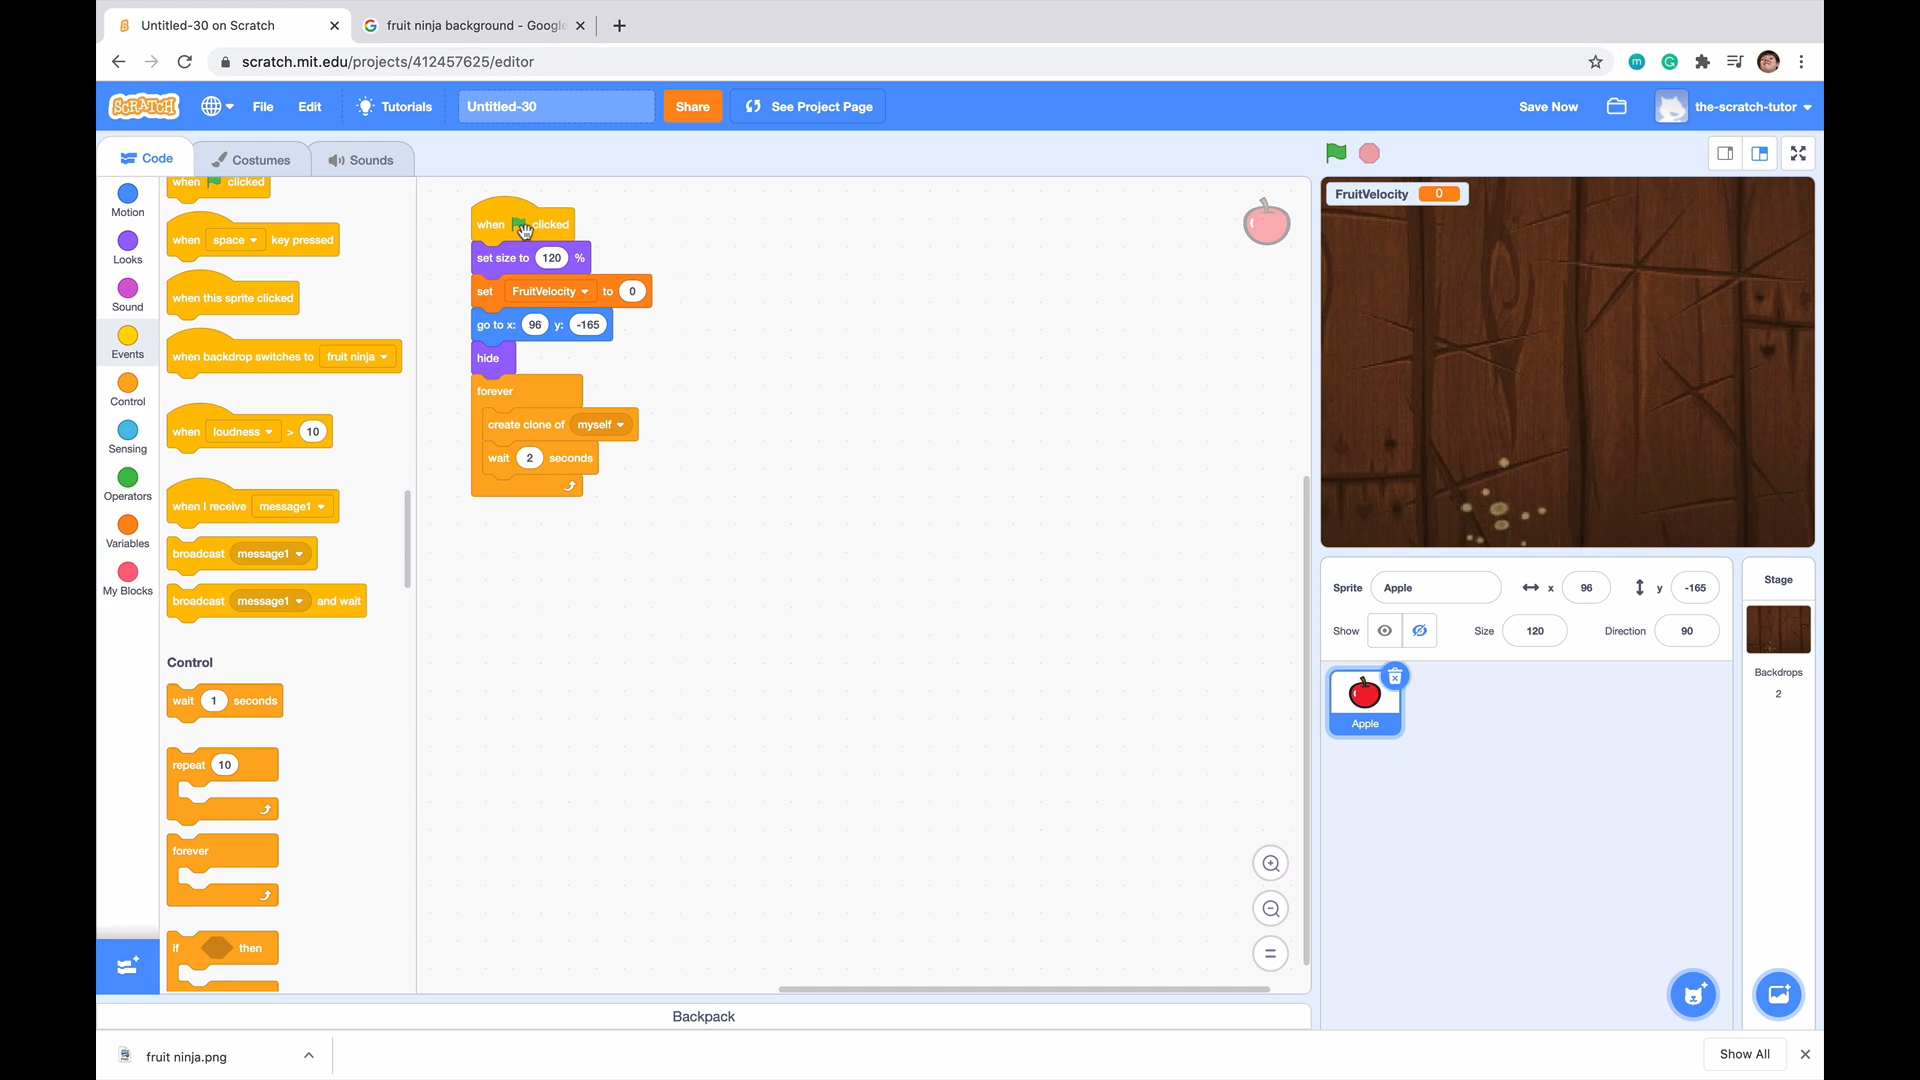 Untitled-30 on Scratch
fruit ninja background - Google
scratch.mit.edu/projects/412457625/editor
SCRATCH
File
Edit
Tutorials
Untitled-30
Share
See Project Page
Save Now
the-scratch-tutor
Code
Costumes
Sounds
Motion
Looks
Sound
Events
Control
Sensing
Operators
Variables
My Blocks
when clicked
when space key pressed
when this sprite clicked
when backdrop switches to fruit ninja
when loudness > 10
when I receive message1
broadcast message1
broadcast message1 and wait
Control
wait 1 seconds
repeat 10
forever
if then
when clicked
set size to 120 %
set FruitVelocity to 0
go to x: 96 y: -165
hide
forever
create clone of myself
wait 2 seconds
FruitVelocity 0
Sprite Apple x 96 y -165
Show Size 120 Direction 90
Apple
Stage
Backdrops
2
Backpack
fruit ninja.png
Show All